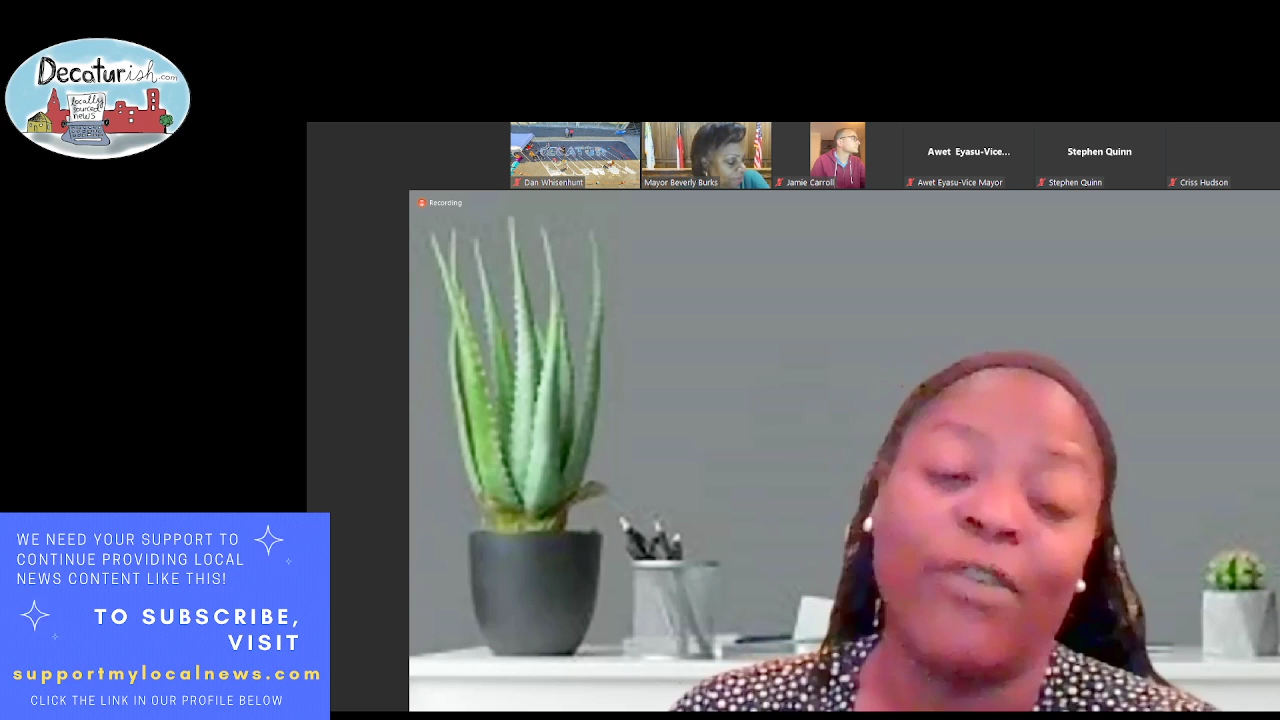 Decaturish.com
locally
sourced
news
DECATUR
Awet Eyasu-Vice...
Stephen Quinn
Dan Whisenhunt
Mayor Beverly Burks
Jamie Carroll
Awet Eyasu-Vice Mayor
Stephen Quinn
Criss Hudson
Recording
WE NEED YOUR SUPPORT TO
CONTINUE PROVIDING LOCAL
NEWS CONTENT LIKE THIS!
TO SUBSCRIBE,
VISIT
supportmylocalnews.com
CLICK THE LINK IN OUR PROFILE BELOW